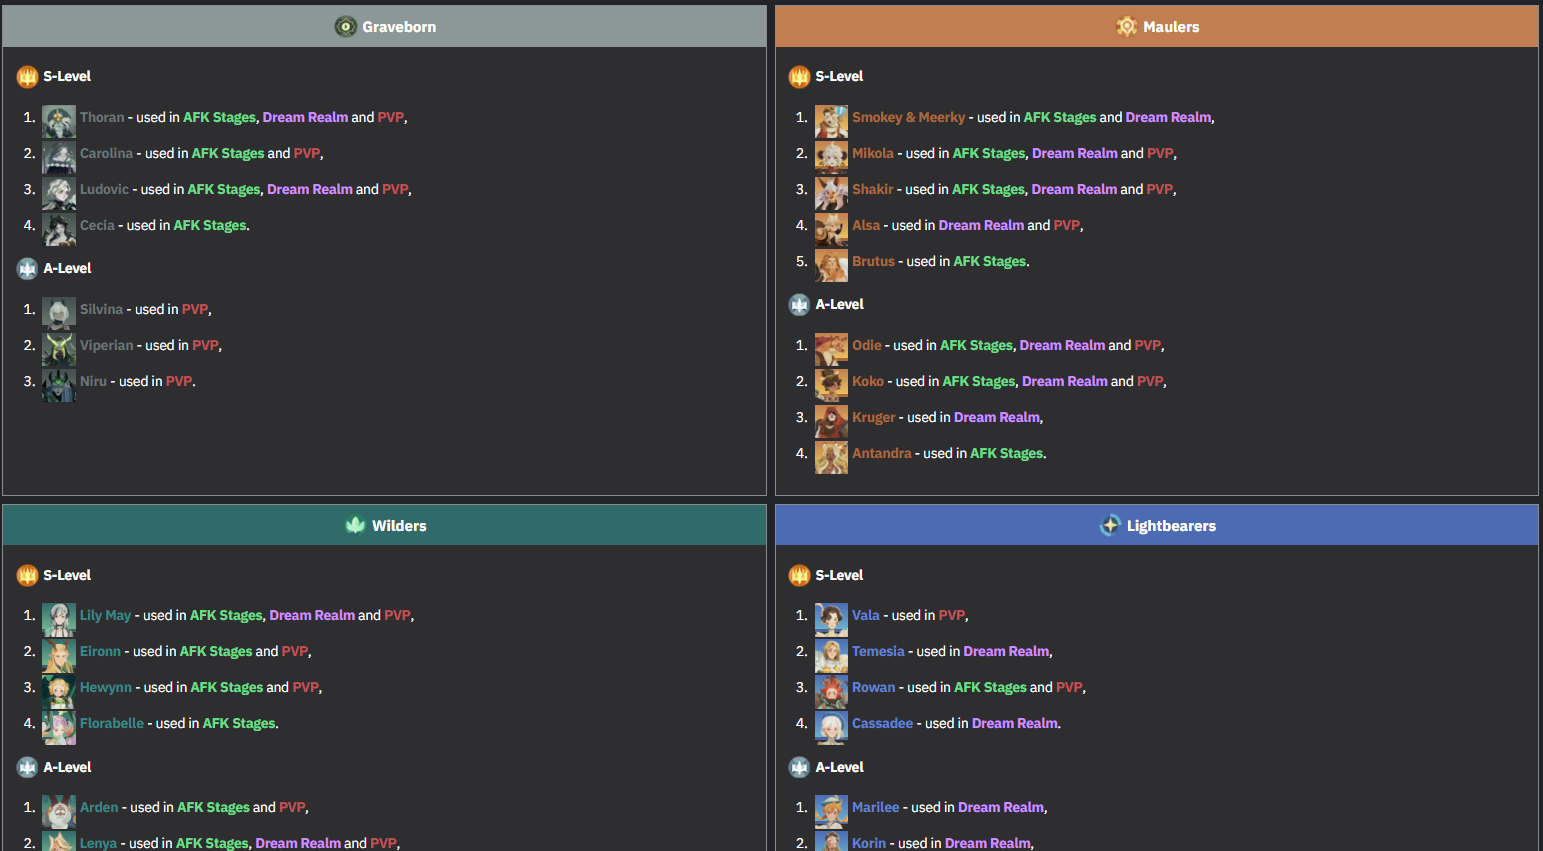 Graveborn
S-Level
1. Thoran - used in AFK Stages, Dream Realm and PVP,
2. Carolina - used in AFK Stages and PVP,
3. Ludovic - used in AFK Stages, Dream Realm and PVP,
4. Cecia - used in AFK Stages.
A-Level
1. Silvina - used in PVP,
2. Viperian - used in PVP,
3. Niru - used in PVP.
Maulers
S-Level
1. Smokey & Meerky - used in AFK Stages and Dream Realm,
2. Mikola - used in AFK Stages, Dream Realm and PVP,
3. Shakir - used in AFK Stages, Dream Realm and PVP,
4. Alsa - used in Dream Realm and PVP,
5. Brutus - used in AFK Stages.
A-Level
1. Odie - used in AFK Stages, Dream Realm and PVP,
2. Koko - used in AFK Stages, Dream Realm and PVP,
3. Kruger - used in Dream Realm,
4. Antandra - used in AFK Stages.
Wilders
S-Level
1. Lily May - used in AFK Stages, Dream Realm and PVP,
2. Eironn - used in AFK Stages and PVP,
3. Hewynn - used in AFK Stages and PVP,
4. Florabelle - used in AFK Stages.
A-Level
1. Arden - used in AFK Stages and PVP,
2. Lenya - used in AFK Stages, Dream Realm and PVP,
Lightbearers
S-Level
1. Vala - used in PVP,
2. Temesia - used in Dream Realm,
3. Rowan - used in AFK Stages and PVP,
4. Cassadee - used in Dream Realm.
A-Level
1. Marilee - used in Dream Realm,
2. Korin - used in Dream Realm,